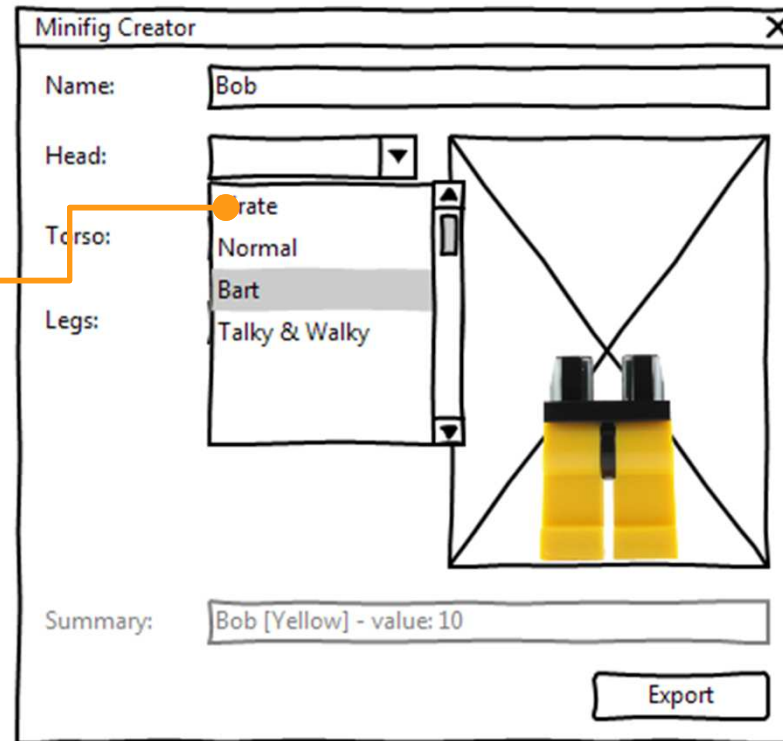 Minifig Creator
Name:
Bob
Head:
rate
Normal
Torso:
Bart
Legs:
Talky & Walky
Summary:
Bob [Yellow] - value: 10
Export